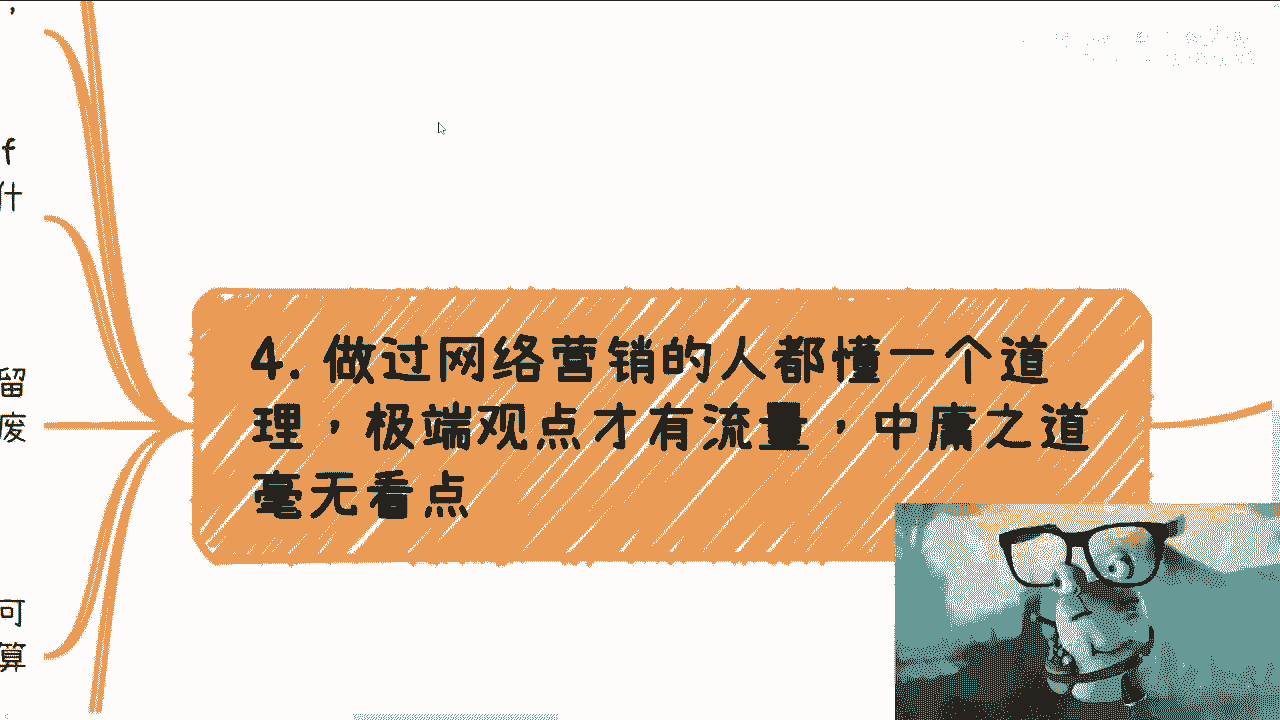 ，
f
什
留
废
可
算
4. 做过网络营销的人都懂一个道
理，极端观点才有流量，中庸之道
毫无看点